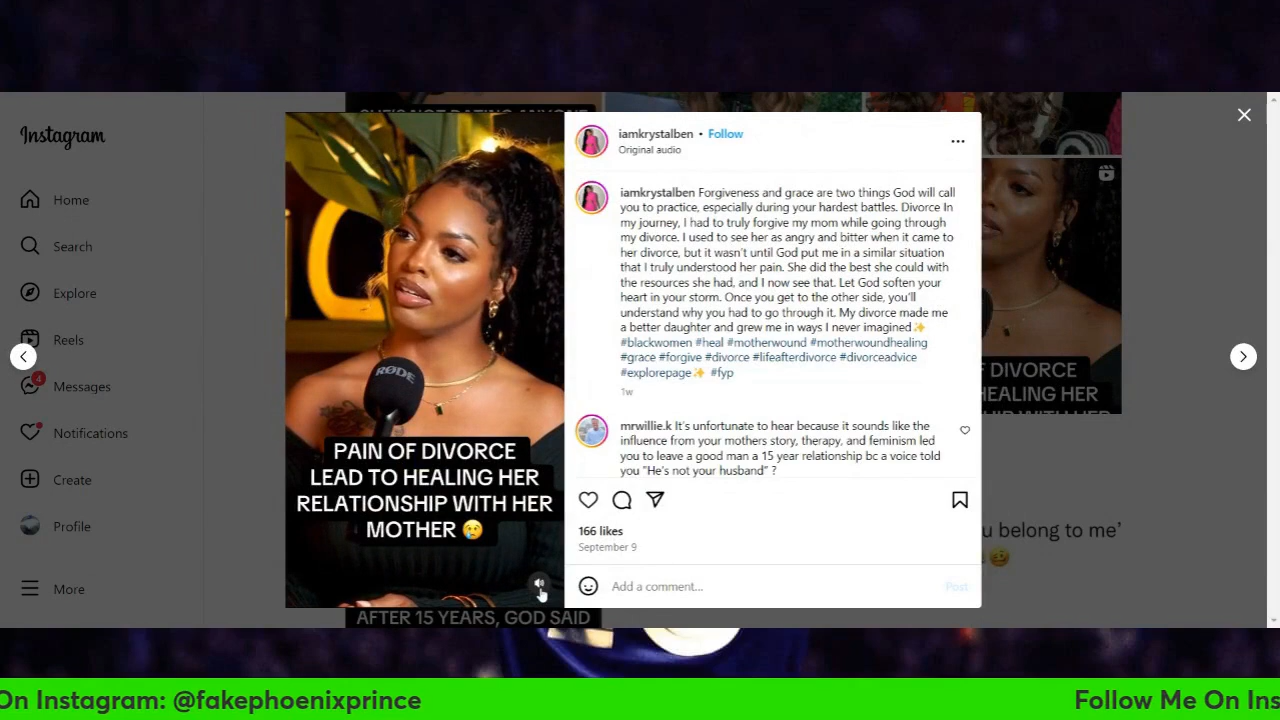 SHE'S NOT DATING ANYONE
Instagram
Home
Search
Explore
Reels
4
Messages
Notifications
Create
Profile
More
RØDE
PAIN OF DIVORCE
LEAD TO HEALING HER
RELATIONSHIP WITH HER
MOTHER 😢
AFTER 15 YEARS, GOD SAID
iamkrystalben • Follow
Original audio
iamkrystalben Forgiveness and grace are two things God will call
you to practice, especially during your hardest battles. Divorce In
my journey, I had to truly forgive my mom while going through
my divorce. I used to see her as angry and bitter when it came to
her divorce, but it wasn't until God put me in a similar situation
that I truly understood her pain. She did the best she could with
the resources she had, and I now see that. Let God soften your
heart in your storm. Once you get to the other side, you'll
understand why you had to go through it. My divorce made me
a better daughter and grew me in ways I never imagined✨
#blackwomen #heal #motherwound #motherwoundhealing
#grace #forgive #divorce #lifeafterdivorce #divorceadvice
#explorepage✨ #fyp
1w
mrwillie.k It's unfortunate to hear because it sounds like the
influence from your mothers story, therapy, and feminism led
you to leave a good man a 15 year relationship bc a voice told
you "He's not your husband" ?
166 likes
September 9
Add a comment...
Post
F DIVORCE
HEALING HER
SHIP WITH HER
u belong to me' 🥴
On Instagram: @fakephoenixprince
Follow Me On Ins